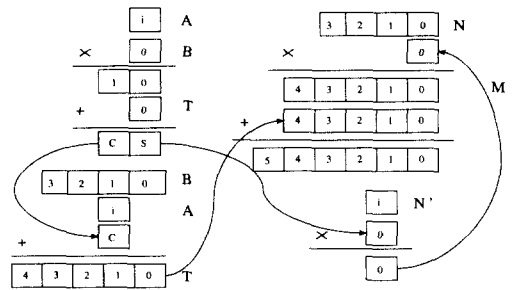 i A
× 0 B
1 0
+ 0 T
C S
3 2 1 0 B
i A
C
+
4 3 2 1 0 T
3 2 1 0 N
× 0
M
4 3 2 1 0
+ 4 3 2 1 0
5 4 3 2 1 0
i N'
× 0
0